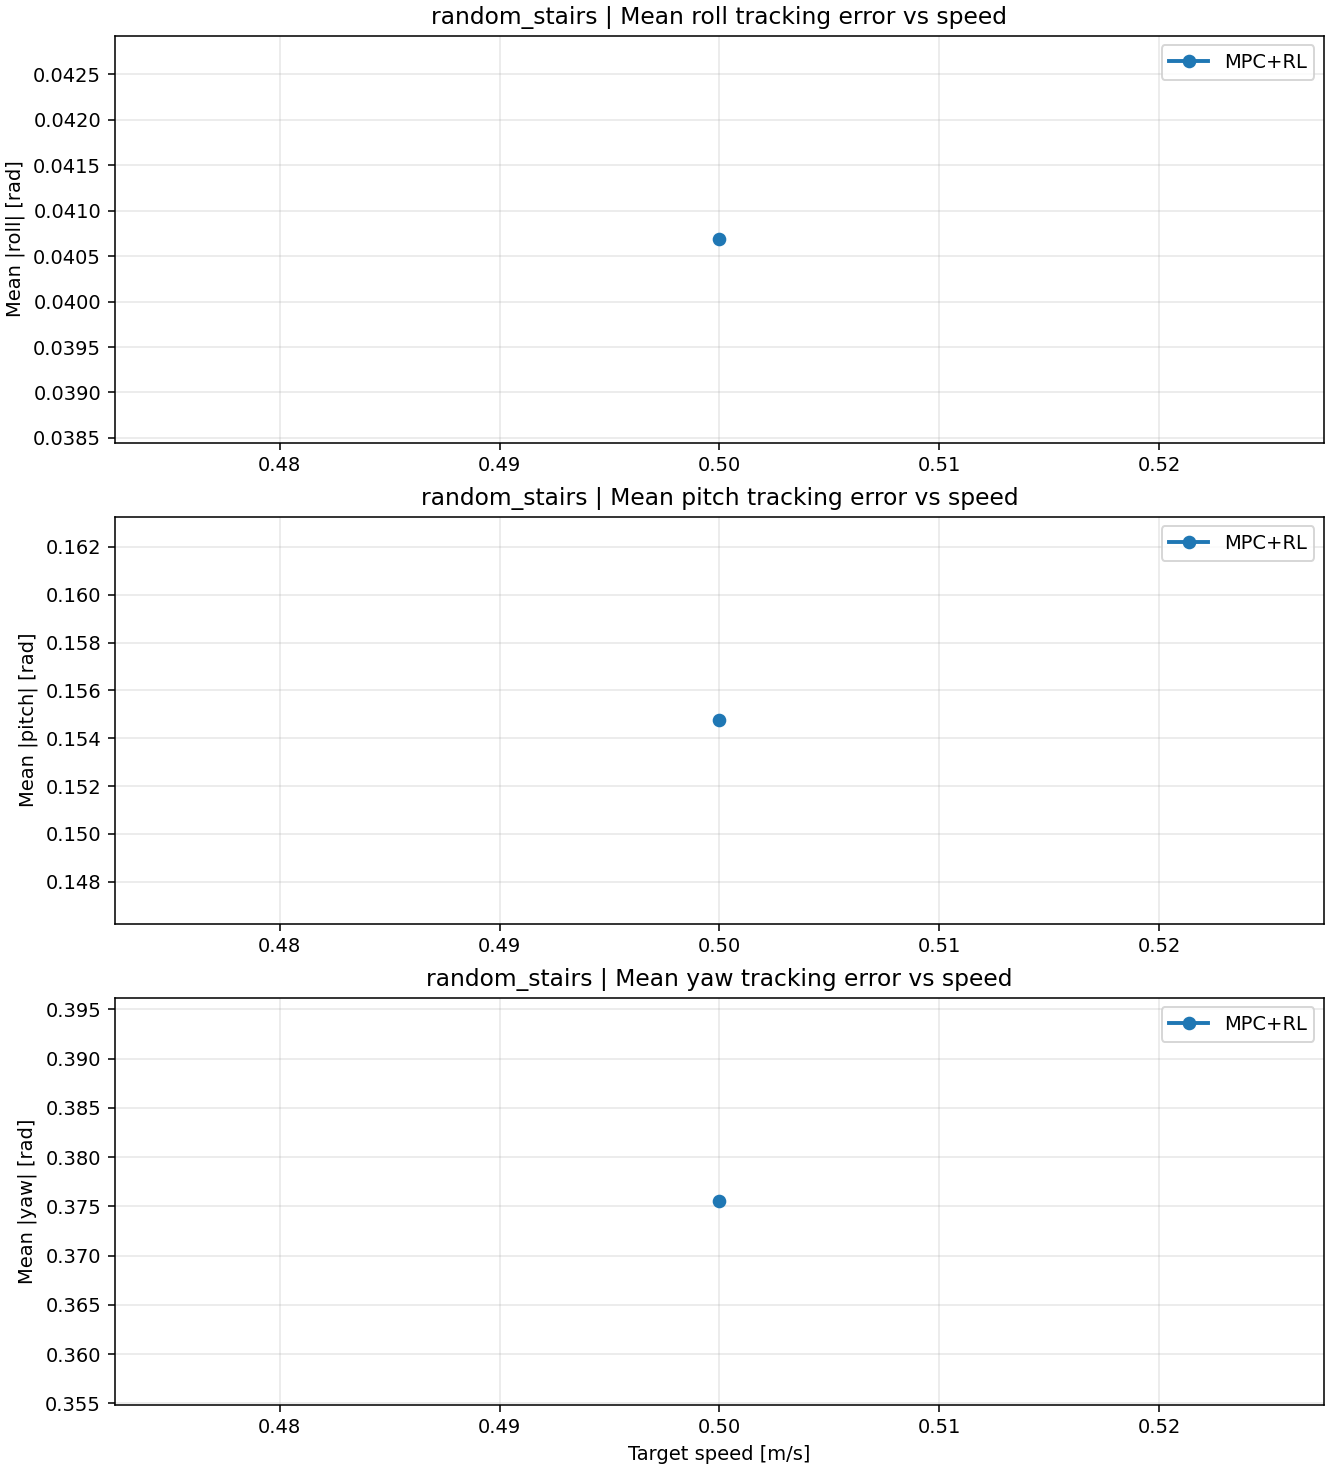 random_stairs | Mean roll tracking error vs speed
MPC+RL
Mean |roll| [rad]
0.0425
0.0420
0.0415
0.0410
0.0405
0.0400
0.0395
0.0390
0.0385
0.48 0.49 0.50 0.51 0.52
random_stairs | Mean pitch tracking error vs speed
MPC+RL
Mean |pitch| [rad]
0.162
0.160
0.158
0.156
0.154
0.152
0.150
0.148
0.48 0.49 0.50 0.51 0.52
random_stairs | Mean yaw tracking error vs speed
MPC+RL
Mean |yaw| [rad]
0.395
0.390
0.385
0.380
0.375
0.370
0.365
0.360
0.355
0.48 0.49 0.50 0.51 0.52
Target speed [m/s]